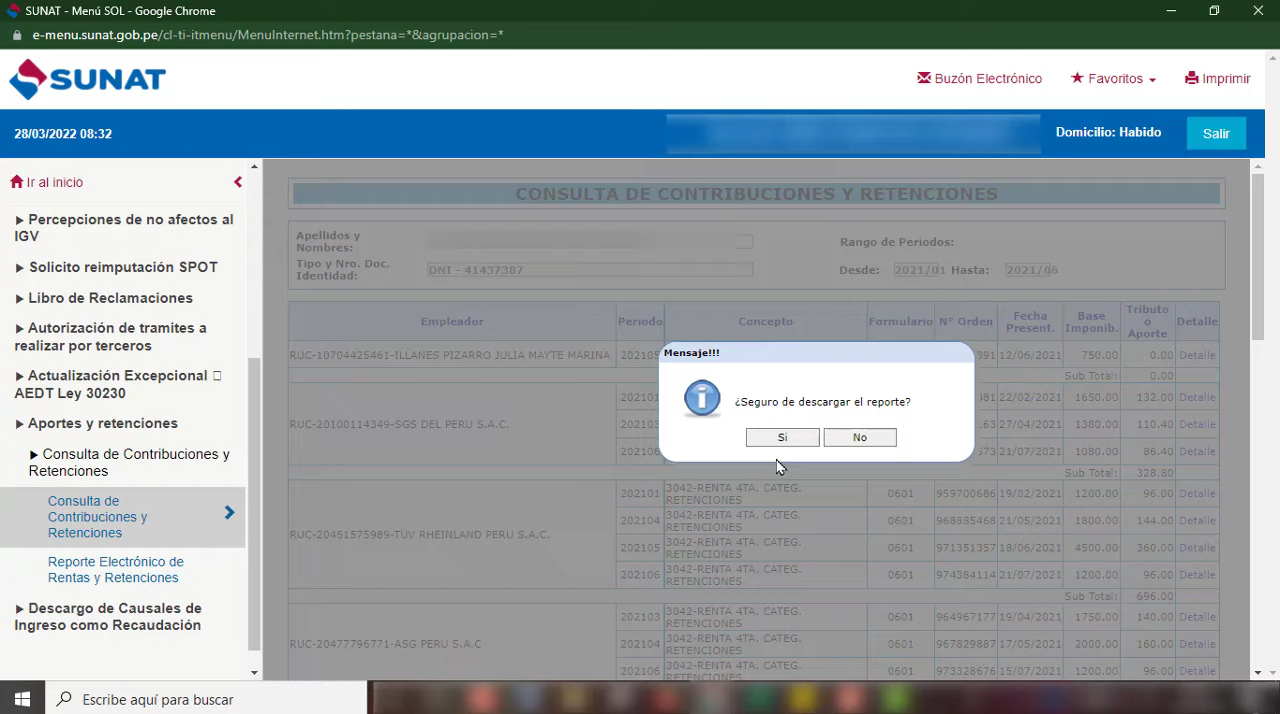 SUNAT - Menú SOL - Google Chrome
e-menu.sunat.gob.pe/cl-ti-itmenu/MenuInternet.htm?pestana=*&agrupacion=*
SUNAT
Buzón Electrónico
Favoritos
Imprimir
28/03/2022 08:32
Domicilio: Habido
Salir
Ir al inicio
Percepciones de no afectos al
IGV
Solicito reimputación SPOT
Libro de Reclamaciones
Autorización de tramites a
realizar por terceros
Actualización Excepcional
AEDT Ley 30230
Aportes y retenciones
Consulta de Contribuciones y
Retenciones
Consulta de
Contribuciones y
Retenciones
Reporte Electrónico de
Rentas y Retenciones
Descargo de Causales de
Ingreso como Recaudación
CONSULTA DE CONTRIBUCIONES Y RETENCIONES
Apellidos y
Nombres:
Rango de Periodos:
Tipo y Nro. Doc.
Identidad:
DNI - 41437387
Desde: 2021/01 Hasta: 2021/06
Empleador Periodo Concepto Formulario N° Orden Fecha Present. Base Imponib. Tributo o Aporte Detalle
RUC-10704425461-ILLANES PIZARRO JULIA MAYTE MARINA 202105 391 12/06/2021 750.00 0.00 Detalle
Sub Total: 0.00
202101 081 22/02/2021 1650.00 132.00 Detalle
RUC-20100114349-SGS DEL PERU S.A.C. 202103 163 27/04/2021 1380.00 110.40 Detalle
202106 573 21/07/2021 1080.00 86.40 Detalle
Sub Total: 328.80
202101 3042-RENTA 4TA. CATEG. RETENCIONES 0601 959700686 19/02/2021 1200.00 96.00 Detalle
202104 3042-RENTA 4TA. CATEG. RETENCIONES 0601 968885468 21/05/2021 1800.00 144.00 Detalle
RUC-20451575989-TÜV RHEINLAND PERU S.A.C.
202105 3042-RENTA 4TA. CATEG. RETENCIONES 0601 971351357 18/06/2021 4500.00 360.00 Detalle
202106 3042-RENTA 4TA. CATEG. RETENCIONES 0601 974384114 21/07/2021 1200.00 96.00 Detalle
Sub Total: 696.00
202103 3042-RENTA 4TA. CATEG. RETENCIONES 0601 964967177 19/04/2021 1750.00 140.00 Detalle
RUC-20477796771-ASG PERU S.A.C 202104 3042-RENTA 4TA. CATEG. RETENCIONES 0601 967829887 17/05/2021 2000.00 160.00 Detalle
202106 3042-RENTA 4TA. CATEG. RETENCIONES 0601 973328676 15/07/2021 1200.00 96.00 Detalle
Mensaje!!!
¿Seguro de descargar el reporte?
Si
No
Escribe aquí para buscar